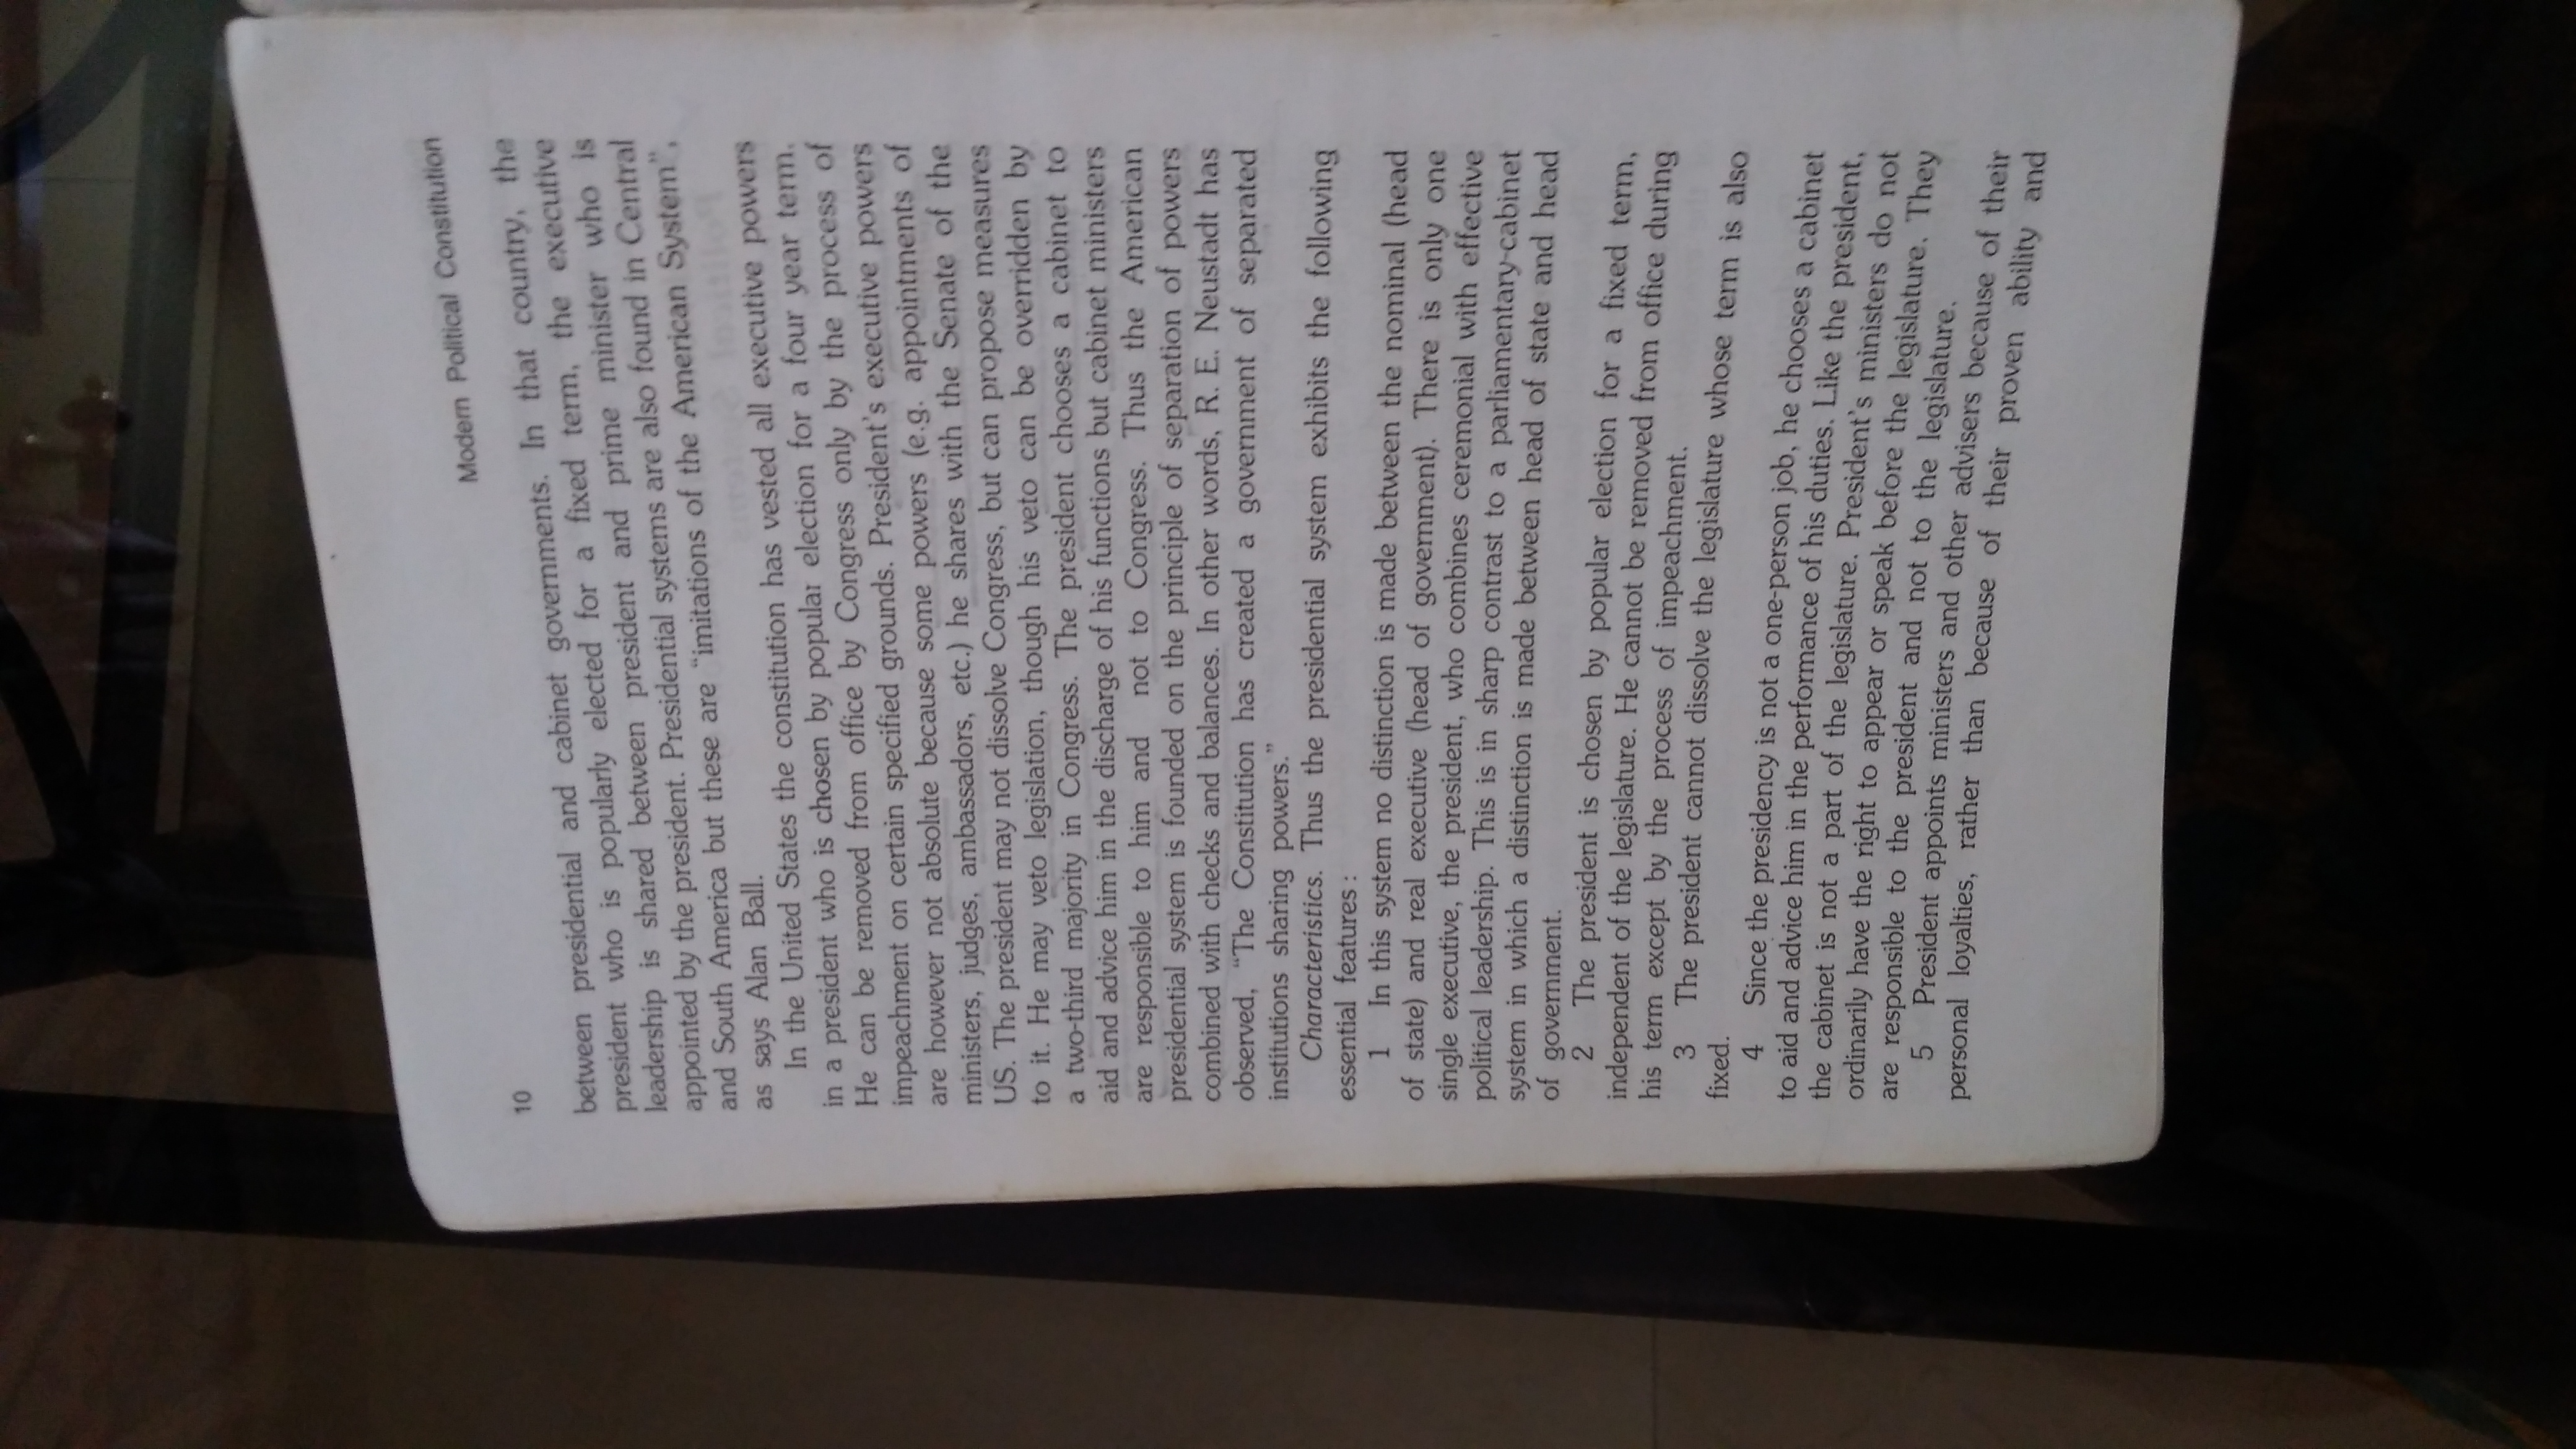 10
Modern Political Constitution
between presidential and cabinet governments. In that country, the
president who is popularly elected for a fixed term, the executive
leadership is shared between president and prime minister who is
appointed by the president. Presidential systems are also found in Central
and South America but these are “imitations of the American System”,
as says Alan Ball.
In the United States the constitution has vested all executive powers
in a president who is chosen by popular election for a four year term.
He can be removed from office by Congress only by the process of
impeachment on certain specified grounds. President's executive powers
are however not absolute because some powers (e.g. appointments of
ministers, judges, ambassadors, etc.) he shares with the Senate of the
US. The president may not dissolve Congress, but can propose measures
to it. He may veto legislation, though his veto can be overridden by
a two-third majority in Congress. The president chooses a cabinet to
aid and advice him in the discharge of his functions but cabinet ministers
are responsible to him and not to Congress. Thus the American
presidential system is founded on the principle of separation of powers
combined with checks and balances. In other words, R. E. Neustadt has
observed, “The Constitution has created a government of separated
institutions sharing powers.”
Characteristics. Thus the presidential system exhibits the following
essential features :
1 In this system no distinction is made between the nominal (head
of state) and real executive (head of government). There is only one
single executive, the president, who combines ceremonial with effective
political leadership. This is in sharp contrast to a parliamentary-cabinet
system in which a distinction is made between head of state and head
of government.
2 The president is chosen by popular election for a fixed term,
independent of the legislature. He cannot be removed from office during
his term except by the process of impeachment.
3 The president cannot dissolve the legislature whose term is also
fixed.
4 Since the presidency is not a one-person job, he chooses a cabinet
to aid and advice him in the performance of his duties. Like the president,
the cabinet is not a part of the legislature. President's ministers do not
ordinarily have the right to appear or speak before the legislature. They
are responsible to the president and not to the legislature.
5 President appoints ministers and other advisers because of their
personal loyalties, rather than because of their proven ability and